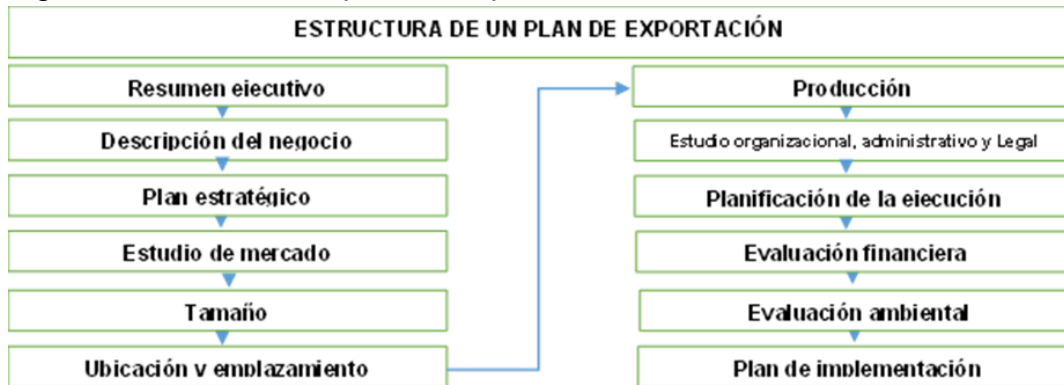 ESTRUCTURA DE UN PLAN DE EXPORTACIÓN
Resumen ejecutivo
Descripción del negocio
Plan estratégico
Estudio de mercado
Tamaño
Ubicación y emplazamiento
Producción
Estudio organizacional, administrativo y Legal
Planificación de la ejecución
Evaluación financiera
Evaluación ambiental
Plan de implementación